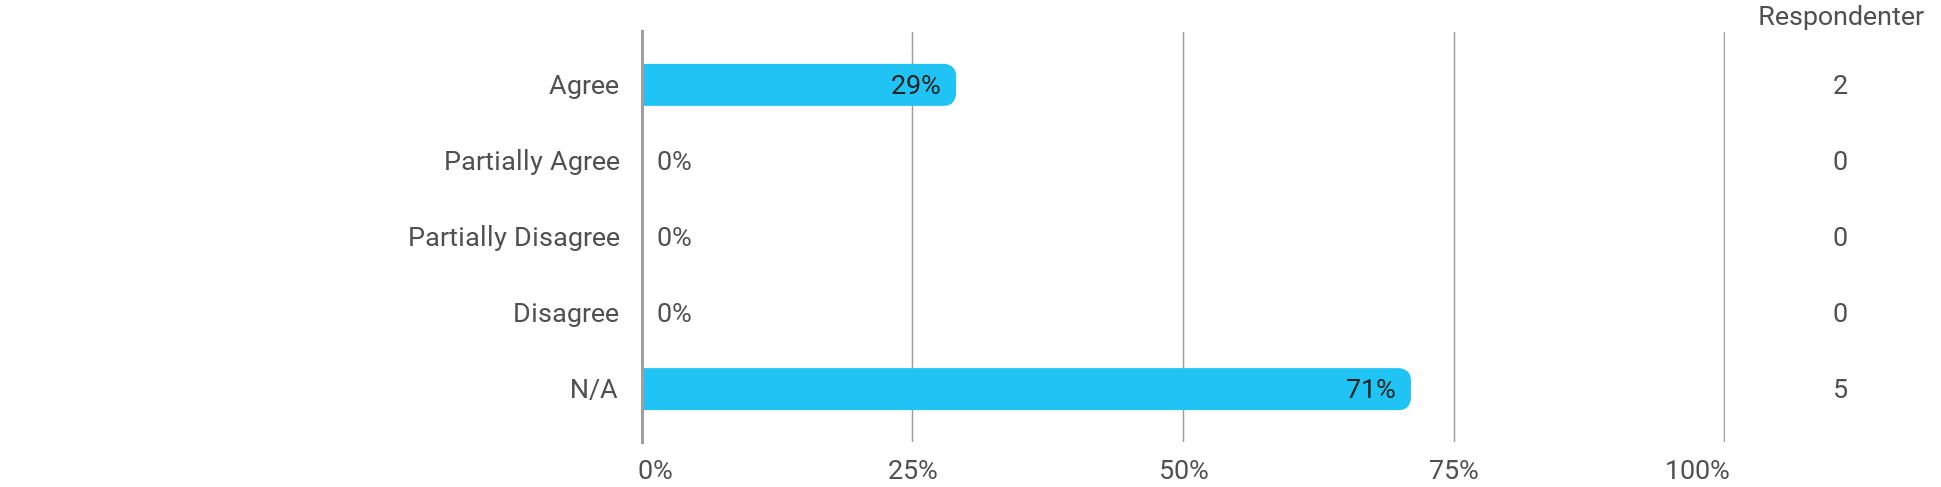 Respondenter
Agree 29% 2
Partially Agree 0% 0
Partially Disagree 0% 0
Disagree 0% 0
N/A 71% 5
0% 25% 50% 75% 100%